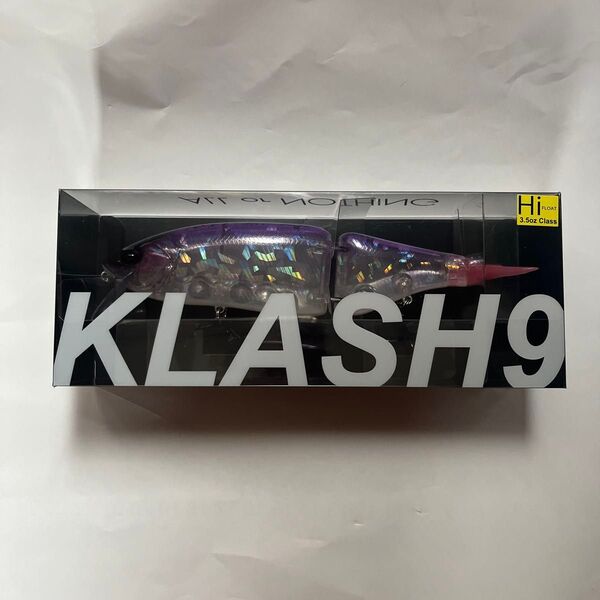 ALL or NOTHING
Hi FLOAT
3.5oz Class
KLASH9